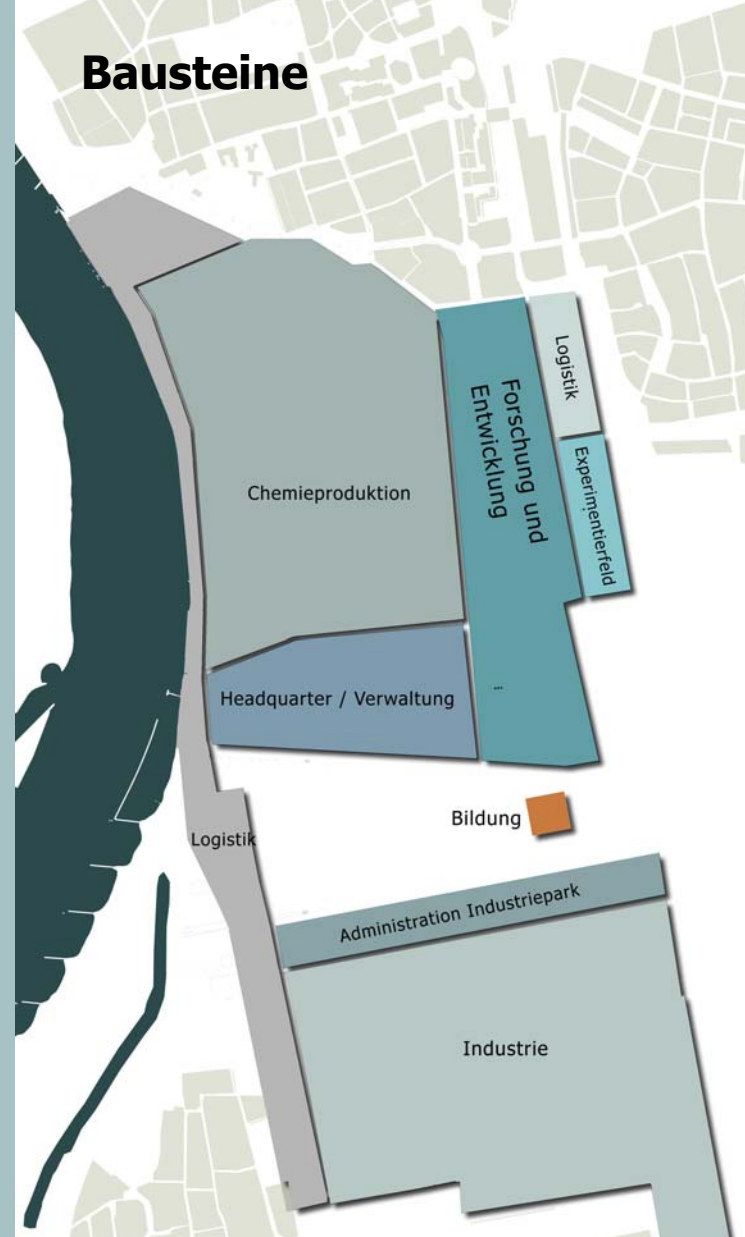 Bausteine
Logistik
Forschung und
Entwicklung
Experimentierfeld
Chemieproduktion
Headquarter / Verwaltung
Bildung
Logistik
Administration Industriepark
Industrie